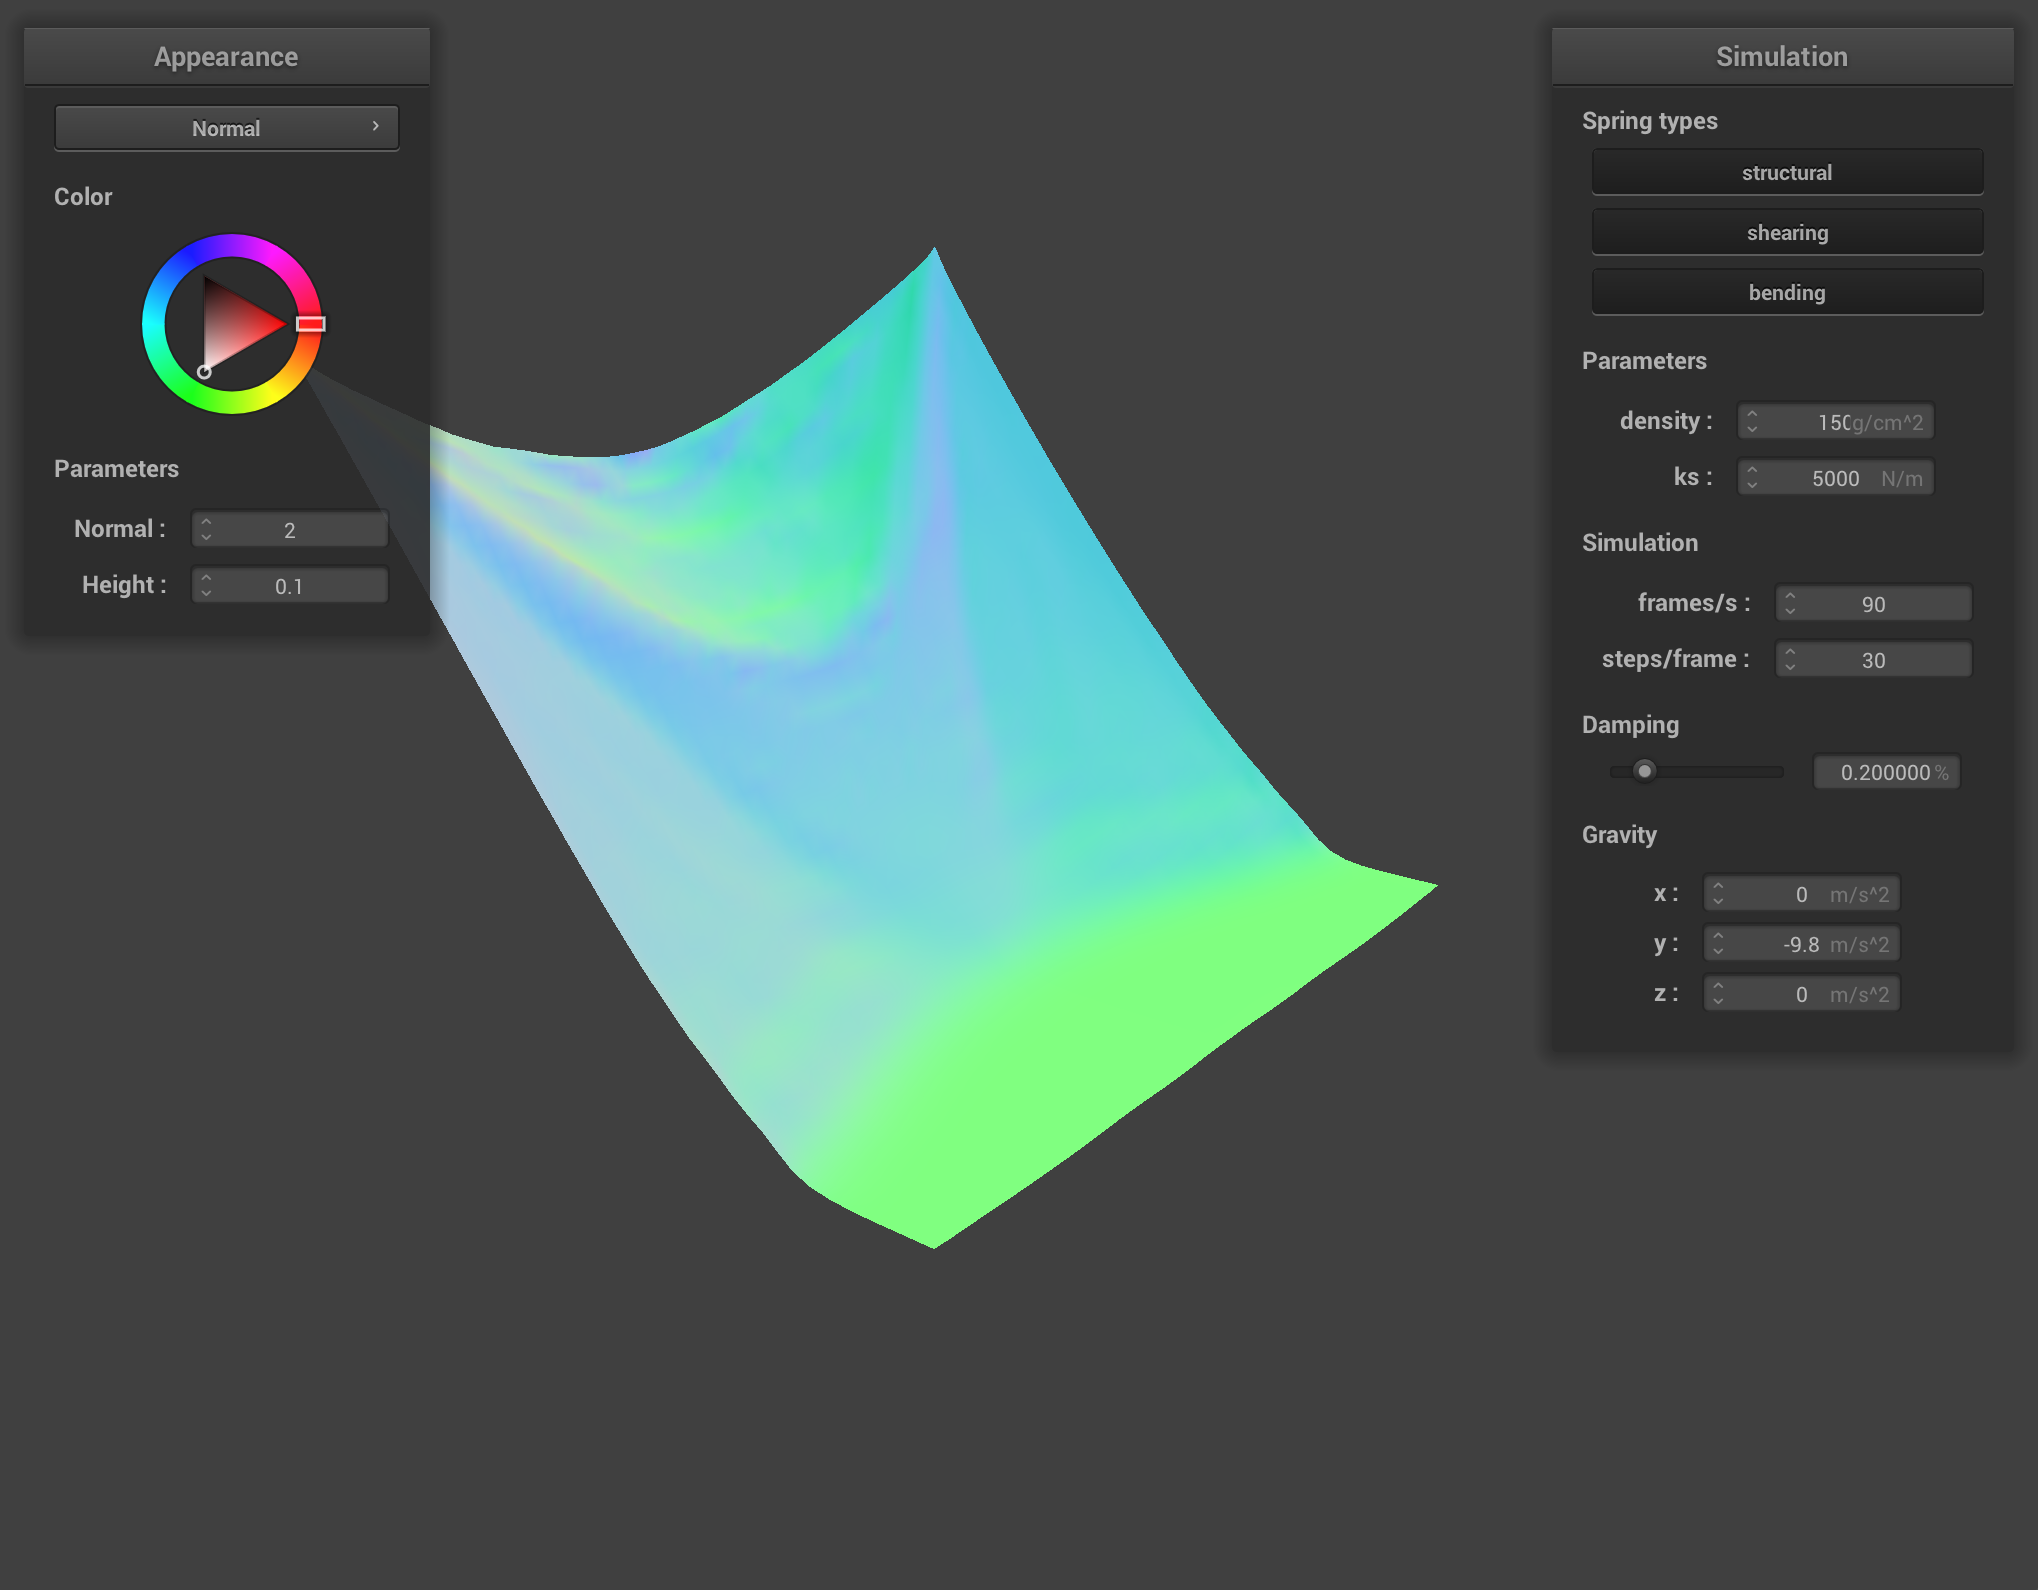 Appearance
Normal
Color
Parameters
Normal : 2
Height : 0.1
Simulation
Spring types
structural
shearing
bending
Parameters
density : g/cm^2
ks : 5000 N/m
Simulation
frames/s : 90
steps/frame : 30
Damping
0.200000 %
Gravity
x : 0 m/s^2
y : -9.8 m/s^2
z : 0 m/s^2